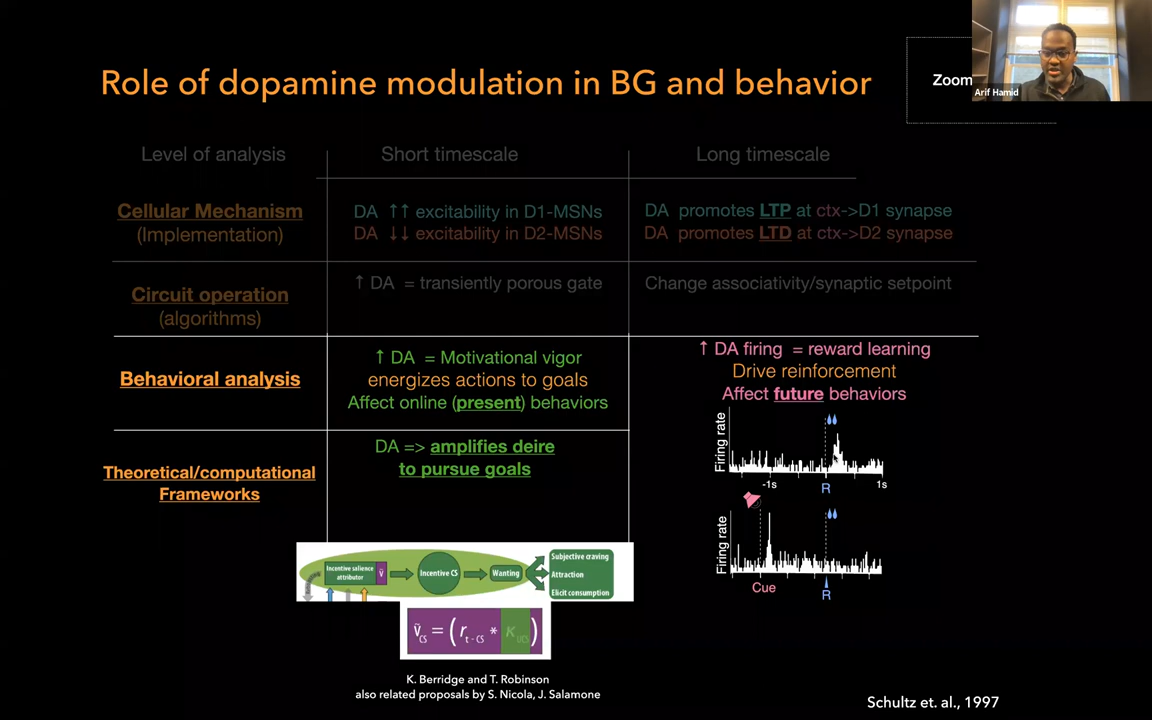 Role of dopamine modulation in BG and behavior
Zoom
Arif Hamid
Level of analysis
Short timescale
Long timescale
Cellular Mechanism
(Implementation)
DA ↑↑ excitability in D1-MSNs
DA ↓↓ excitability in D2-MSNs
DA promotes LTP at ctx->D1 synapse
DA promotes LTD at ctx->D2 synapse
Circuit operation
(algorithms)
↑ DA = transiently porous gate
Change associativity/synaptic setpoint
Behavioral analysis
↑ DA = Motivational vigor
energizes actions to goals
Affect online (present) behaviors
↑ DA firing = reward learning
Drive reinforcement
Affect future behaviors
Firing rate
-1s
R
1s
Theoretical/computational
Frameworks
DA => amplifies deire
to pursue goals
Firing rate
Cue
R
Incentive salience
attributor
Ṽ
Incentive CS
Wanting
Subjective craving
Attraction
Elicit consumption
Ṽ_CS = (r_t-CS * κ_UCS)
K. Berridge and T. Robinson
also related proposals by S. Nicola, J. Salamone
Schultz et. al., 1997